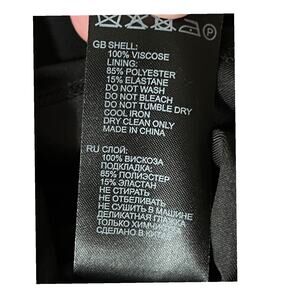 GB SHELL:
100% VISCOSE
LINING:
85% POLYESTER
15% ELASTANE
DO NOT WASH
DO NOT BLEACH
DO NOT TUMBLE DRY
COOL IRON
DRY CLEAN ONLY
MADE IN CHINA
RU СЛОЙ:
100% ВИСКОЗА
ПОДКЛАДКА:
85% ПОЛИЭСТЕР
15% ЭЛАСТАН
НЕ СТИРАТЬ
НЕ ОТБЕЛИВАТЬ
НЕ СУШИТЬ В МАШИНЕ
ДЕЛИКАТНАЯ ГЛАЖКА
ТОЛЬКО
СДЕЛАНО В